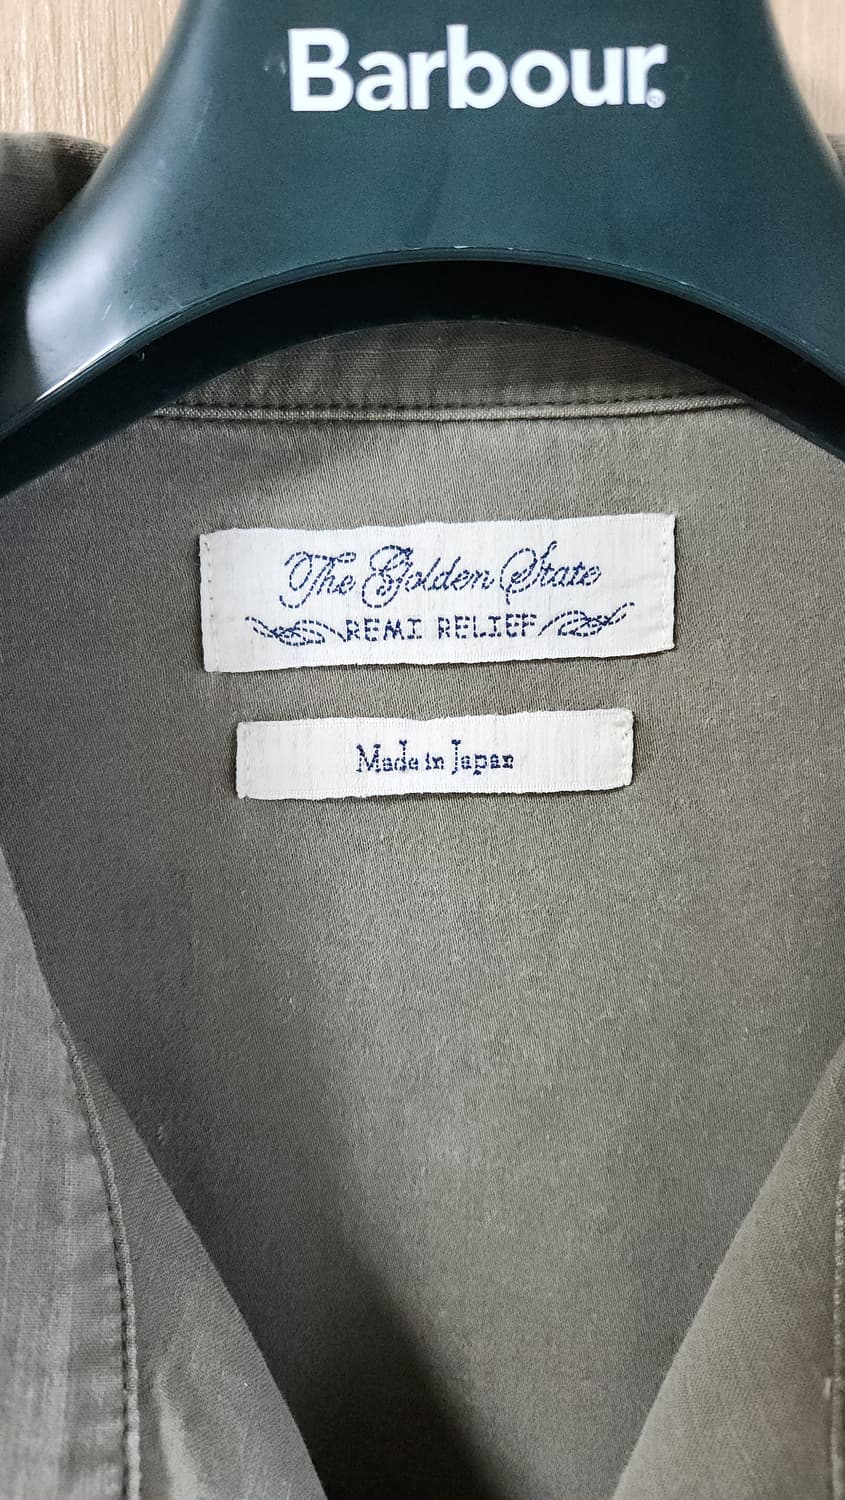 Barbour.
The Golden State
REMI RELIEF
Made in Japan